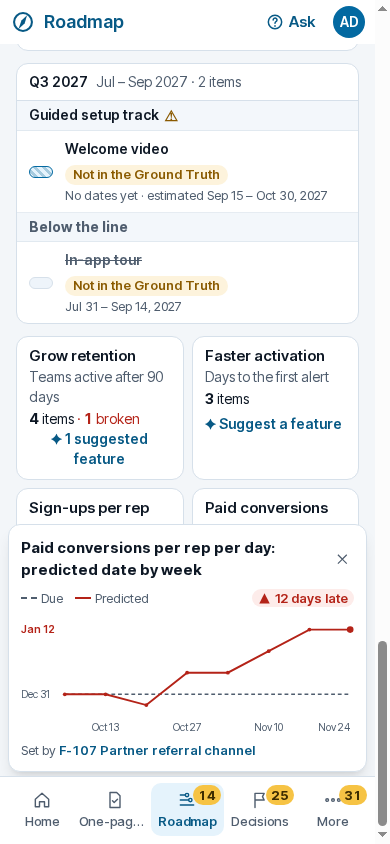 Roadmap
Ask
AD
Q3 2027 Jul – Sep 2027 · 2 items
Guided setup track
Welcome video
Not in the Ground Truth
No dates yet · estimated Sep 15 – Oct 30, 2027
Below the line
In-app tour
Not in the Ground Truth
Jul 31 – Sep 14, 2027
Grow retention
Teams active after 90
days
4 items · 1 broken
1 suggested
feature
Faster activation
Days to the first alert
3 items
Suggest a feature
Sign-ups per rep
Paid conversions
Paid conversions per rep per day:
predicted date by week
Due
Predicted
12 days late
Jan 12
Dec 31
Oct 13
Oct 27
Nov 10
Nov 24
Set by F-107 Partner referral channel
Home
One-pag…
14
Roadmap
25
Decisions
31
More